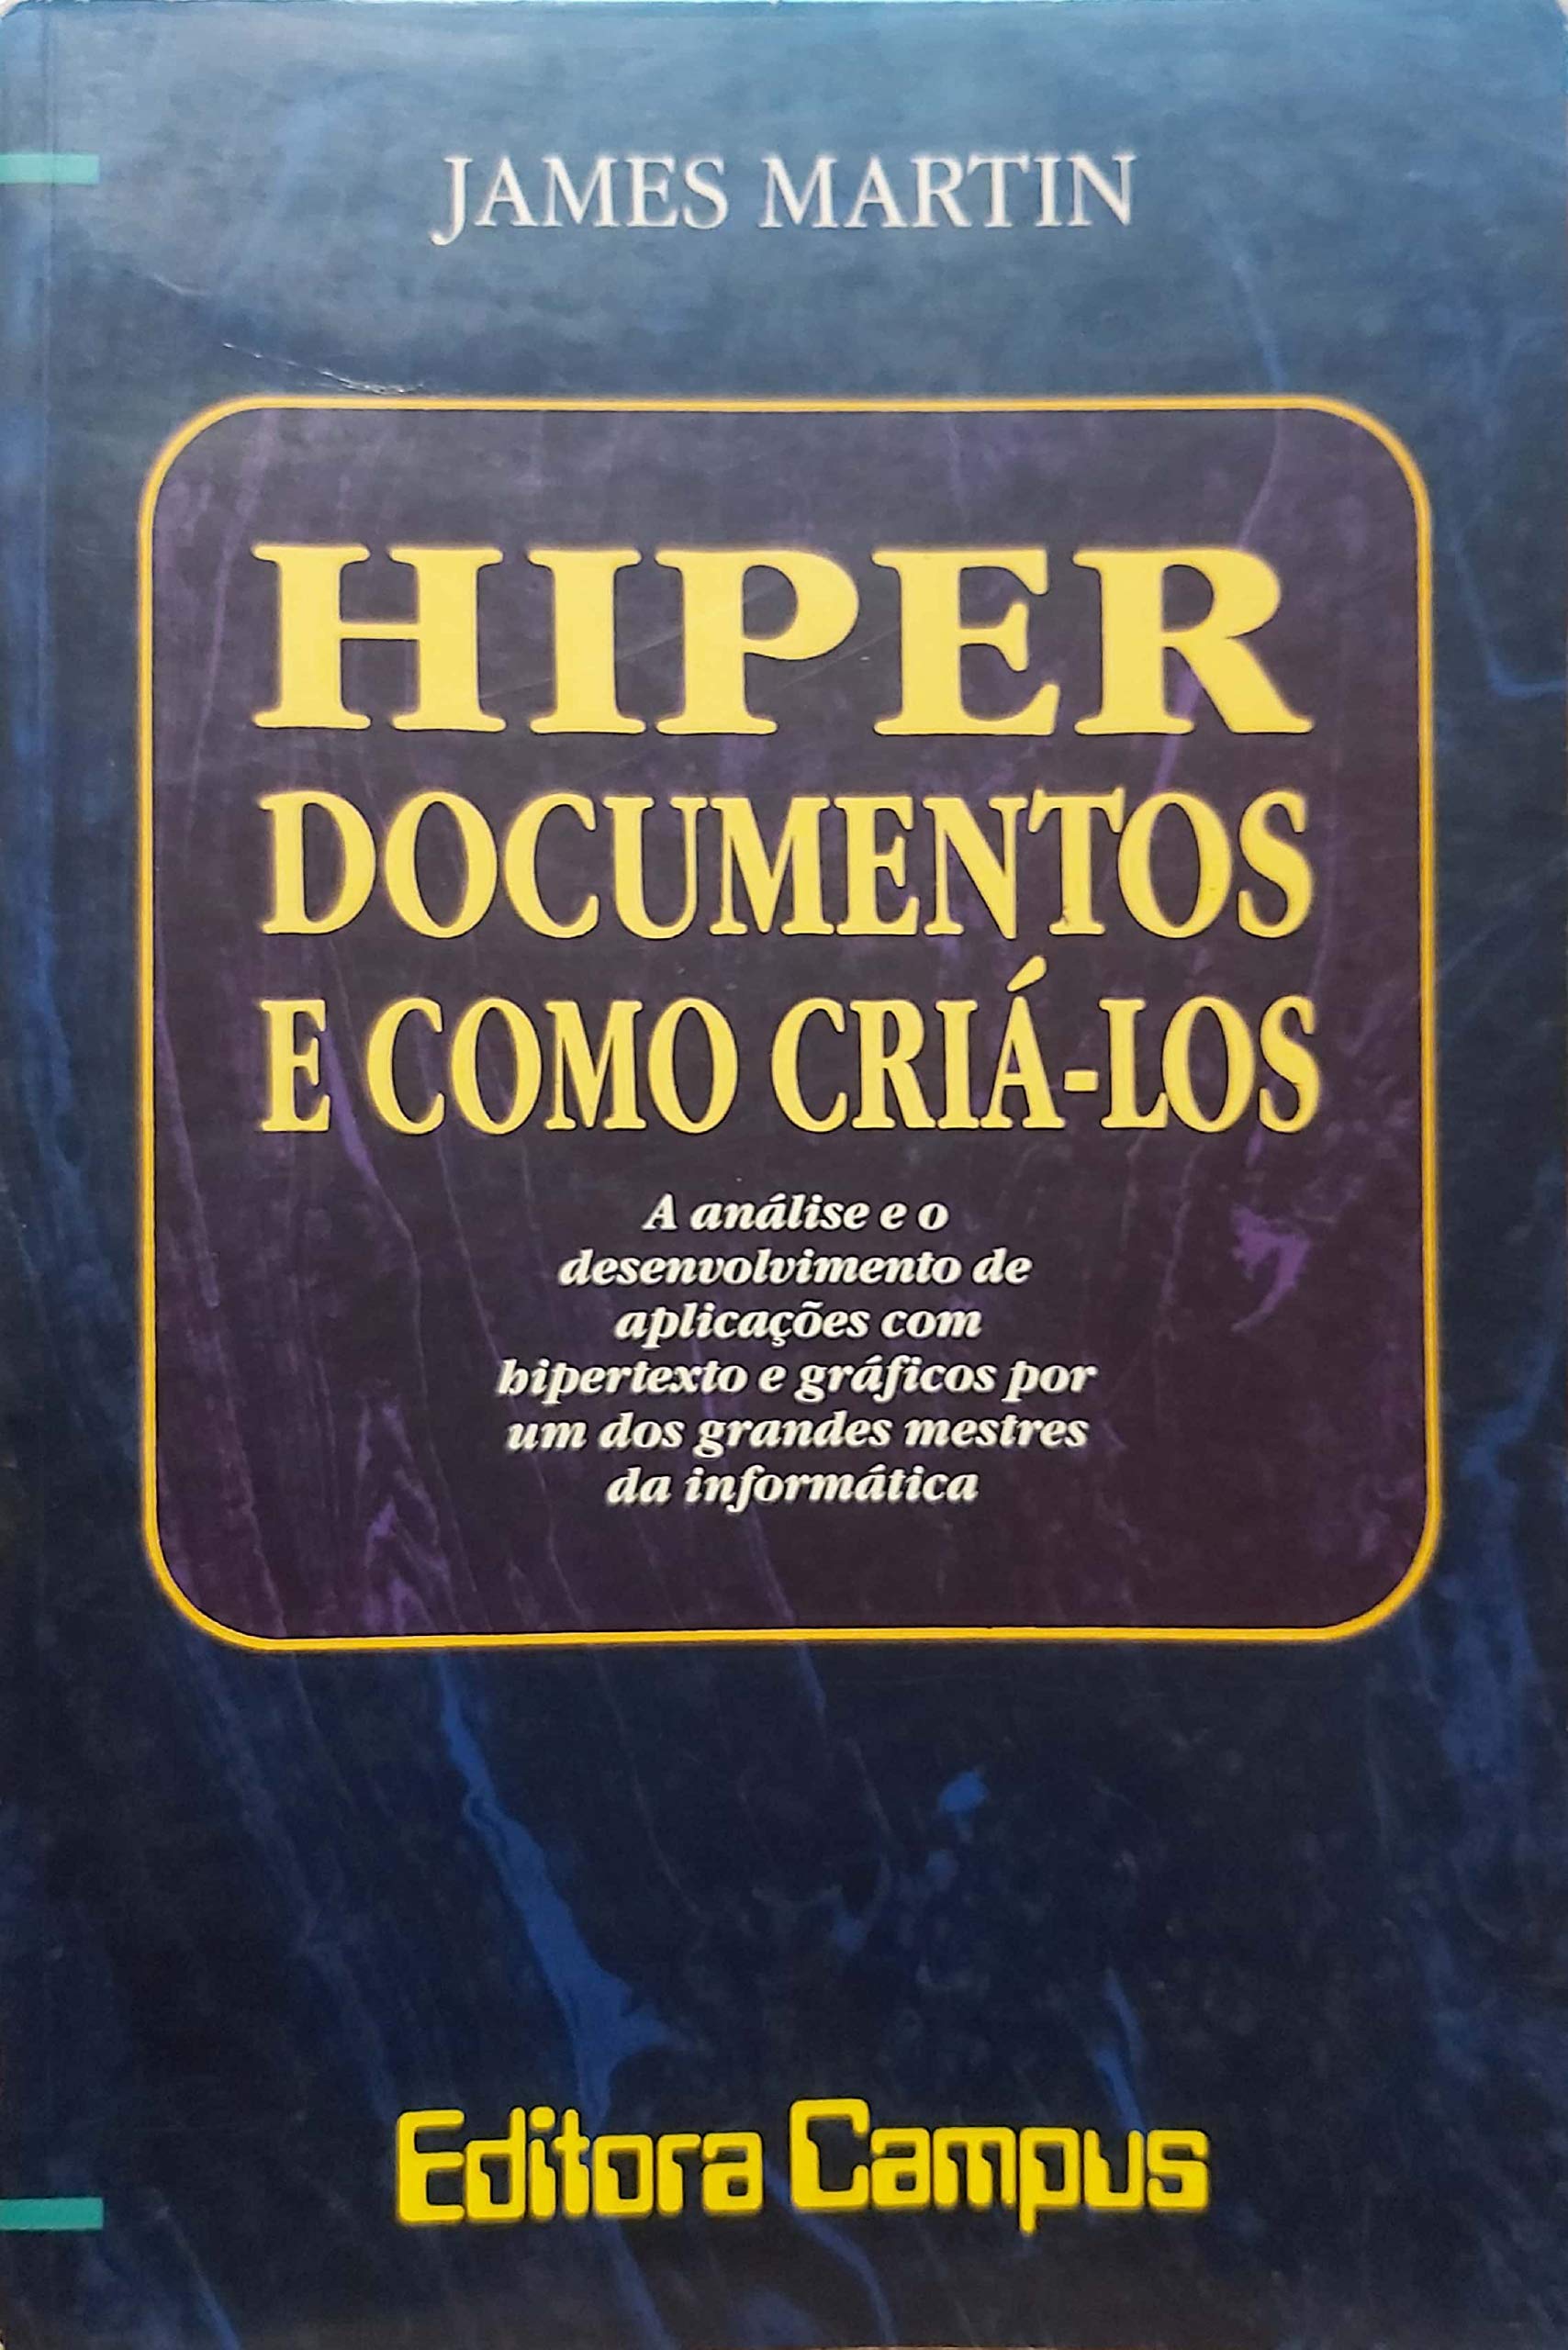 JAMES MARTIN
HIPER
DOCUMENTOS
E COMO CRIÁ-LOS
A análise e o
desenvolvimento de
aplicações com
hipertexto e gráficos por
um dos grandes mestres
da informática
Editora Campus